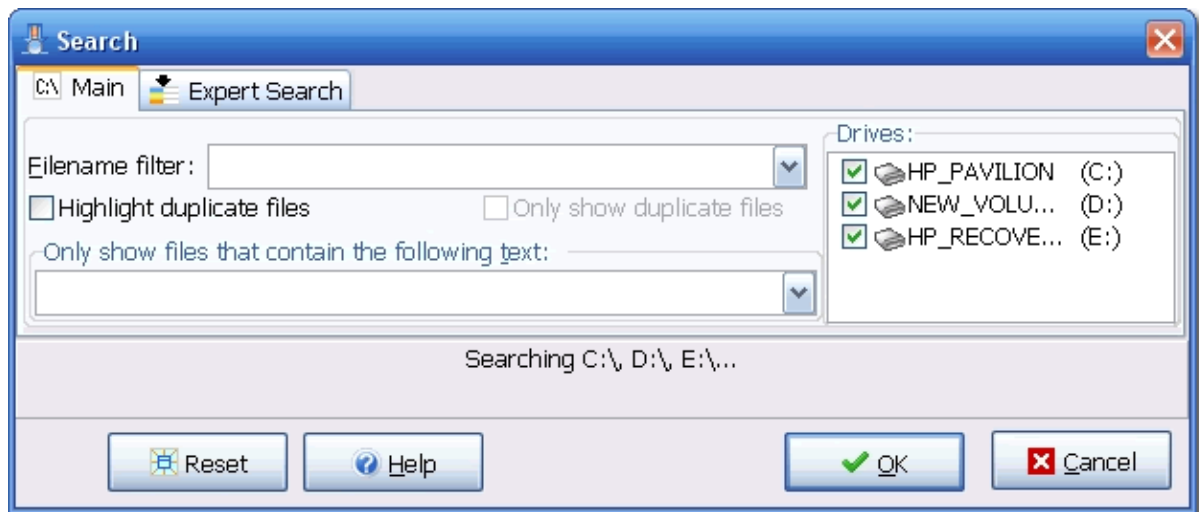 Search
C:\ Main Expert Search
Filename filter:
Highlight duplicate files Only show duplicate files
Only show files that contain the following text:
Drives:
HP_PAVILION (C:)
NEW_VOLU... (D:)
HP_RECOVE... (E:)
Searching C:\, D:\, E:\...
Reset Help OK Cancel